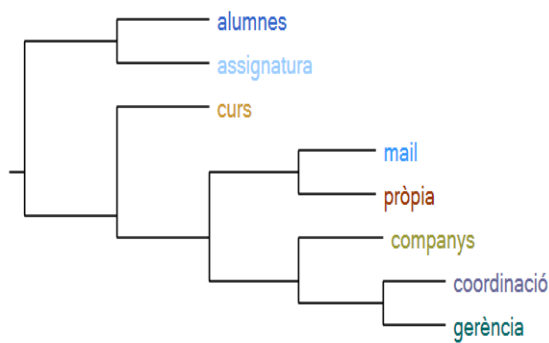 alumnes
assignatura
curs
mail
pròpia
companys
coordinació
gerència